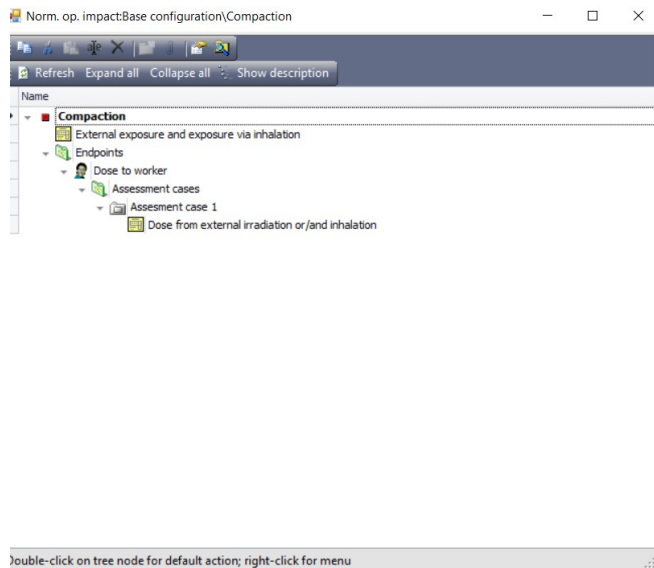 Norm. op. impact:Base configuration\Compaction
Refresh Expand all Collapse all Show description
Name
Compaction
External exposure and exposure via inhalation
Endpoints
Dose to worker
Assessment cases
Assesment case 1
Dose from external irradiation or/and inhalation
Double-click on tree node for default action; right-click for menu